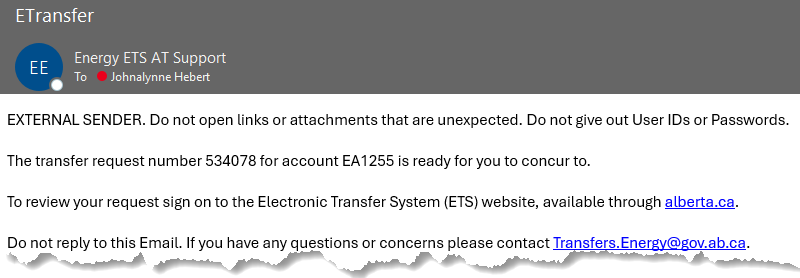 ETransfer
EE
Energy ETS AT Support
To Johnalynne Hebert
EXTERNAL SENDER. Do not open links or attachments that are unexpected. Do not give out User IDs or Passwords.
The transfer request number 534078 for account EA1255 is ready for you to concur to.
To review your request sign on to the Electronic Transfer System (ETS) website, available through alberta.ca.
Do not reply to this Email. If you have any questions or concerns please contact Transfers.Energy@gov.ab.ca.